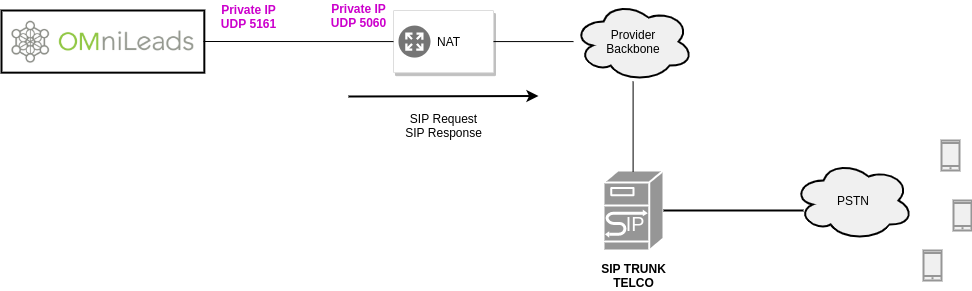 Private IP
UDP 5161
Private IP
UDP 5060
OMniLeads
NAT
Provider
Backbone
SIP Request
SIP Response
SIP
PSTN
SIP TRUNK
TELCO